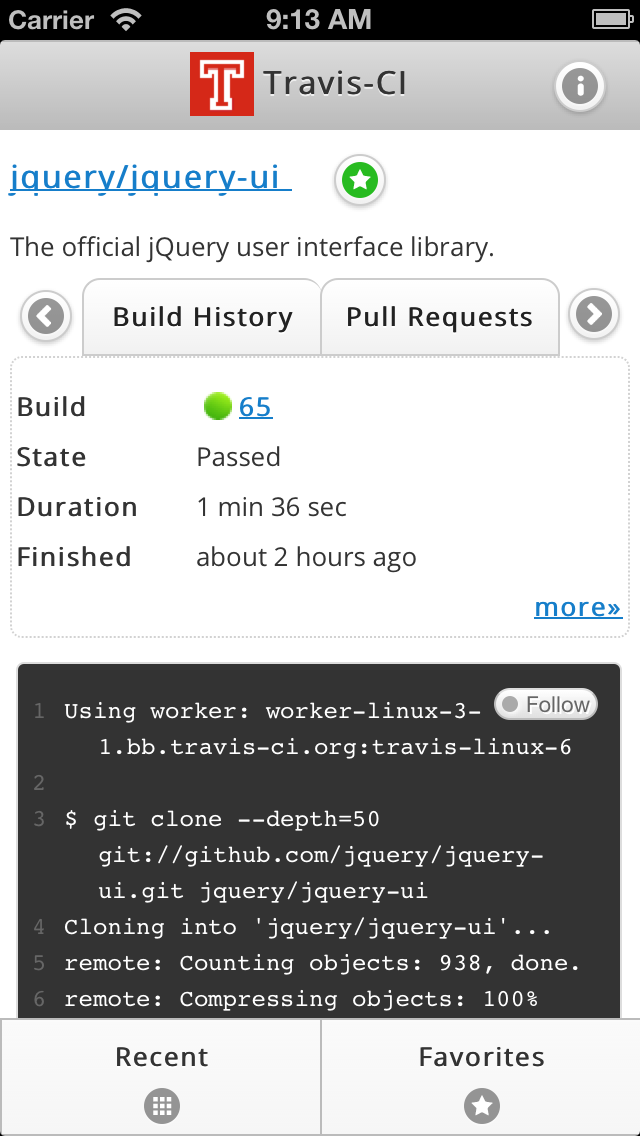 Carrier 9:13 AM
T Travis-CI
jquery/jquery-ui
The official jQuery user interface library.
Build History Pull Requests
Build 65
State Passed
Duration 1 min 36 sec
Finished about 2 hours ago
more»
Follow
1 Using worker: worker-linux-3-
1.bb.travis-ci.org:travis-linux-6
2
3 $ git clone --depth=50
git://github.com/jquery/jquery-
ui.git jquery/jquery-ui
4 Cloning into 'jquery/jquery-ui'...
5 remote: Counting objects: 938, done.
6 remote: Compressing objects: 100%
Recent Favorites